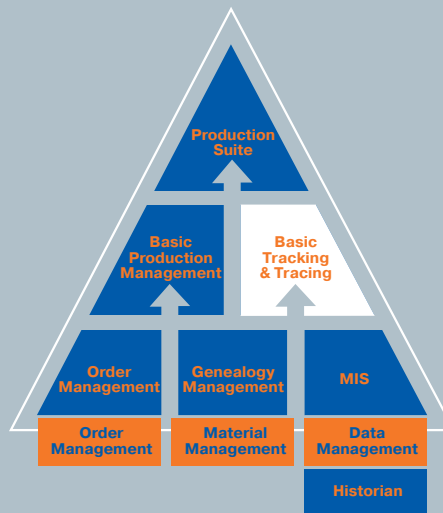 Production
Suite
Basic
Production
Management
Basic
Tracking
& Tracing
Order
Management
Genealogy
Management
MIS
Order
Management
Material
Management
Data
Management
Historian